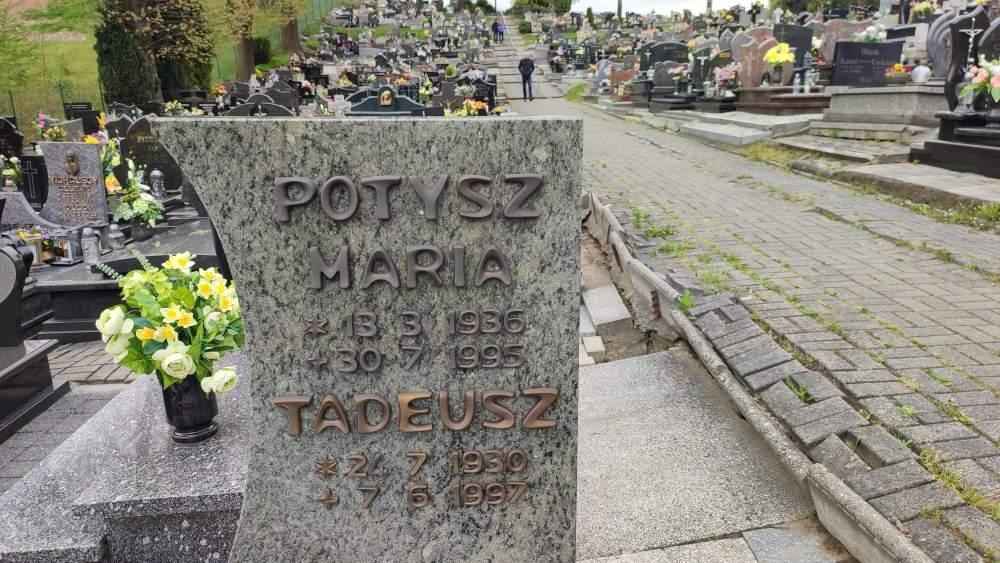 POTYSZ
MARIA
* 13 3 1936
+ 30 7 1995
TADEUSZ
* 2 7 1930
+ 7 6 1997